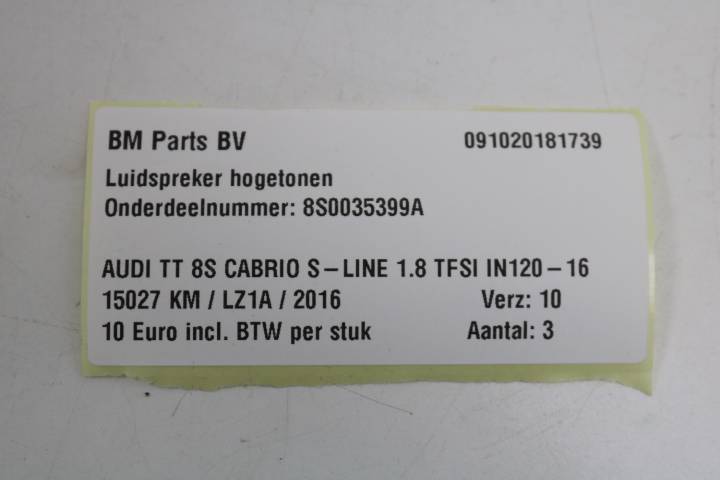 BM Parts BV 091020181739
Luidspreker hogetonen
Onderdeelnummer: 8S0035399A
AUDI TT 8S CABRIO S-LINE 1.8 TFSI IN120-16
15027 KM / LZ1A / 2016 Verz: 10
10 Euro incl. BTW per stuk Aantal: 3